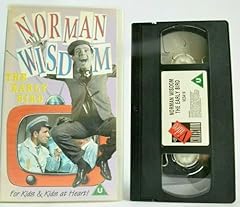 NORMAN
WISDOM
THE EARLY BIRD
For Kids & Kids at Heart!
U
NORMAN WISDOM
THE EARLY BIRD
U